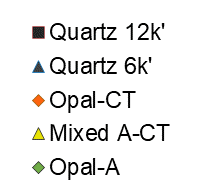 Quartz 12k'
Quartz 6k'
Opal-CT
Mixed A-CT
Opal-A